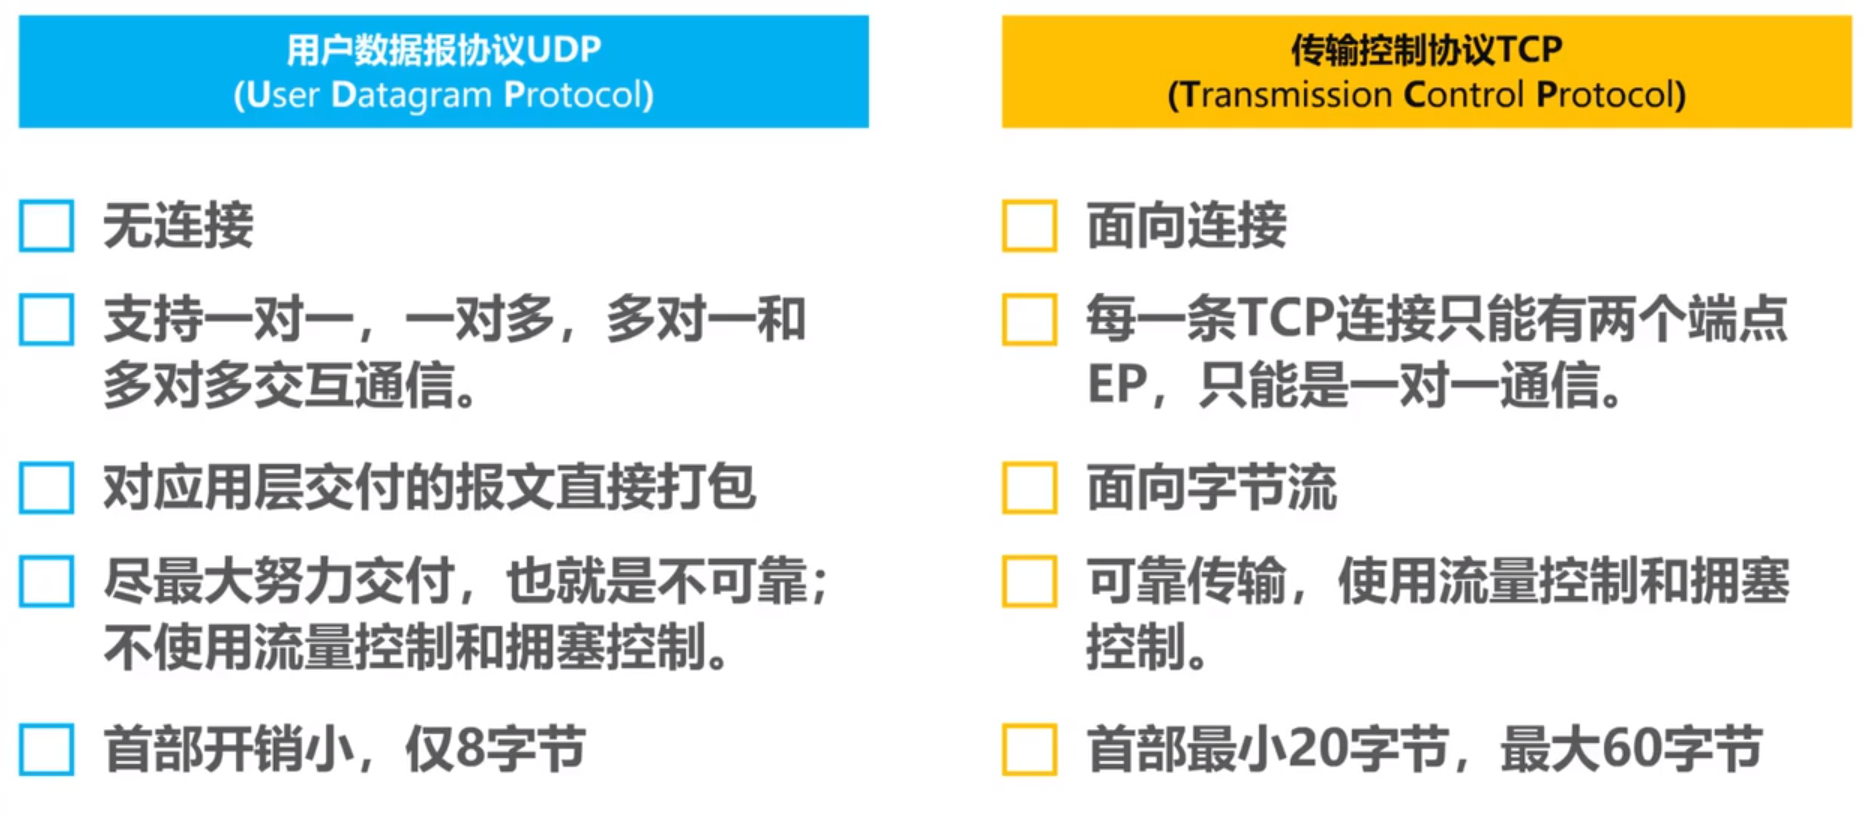 用户数据报协议UDP
(User Datagram Protocol)
无连接
支持一对一，一对多，多对一和
多对多交互通信。
对应用层交付的报文直接打包
尽最大努力交付，也就是不可靠；
不使用流量控制和拥塞控制。
首部开销小，仅8字节
传输控制协议TCP
(Transmission Control Protocol)
面向连接
每一条TCP连接只能有两个端点
EP，只能是一对一通信。
面向字节流
可靠传输，使用流量控制和拥塞
控制。
首部最小20字节，最大60字节